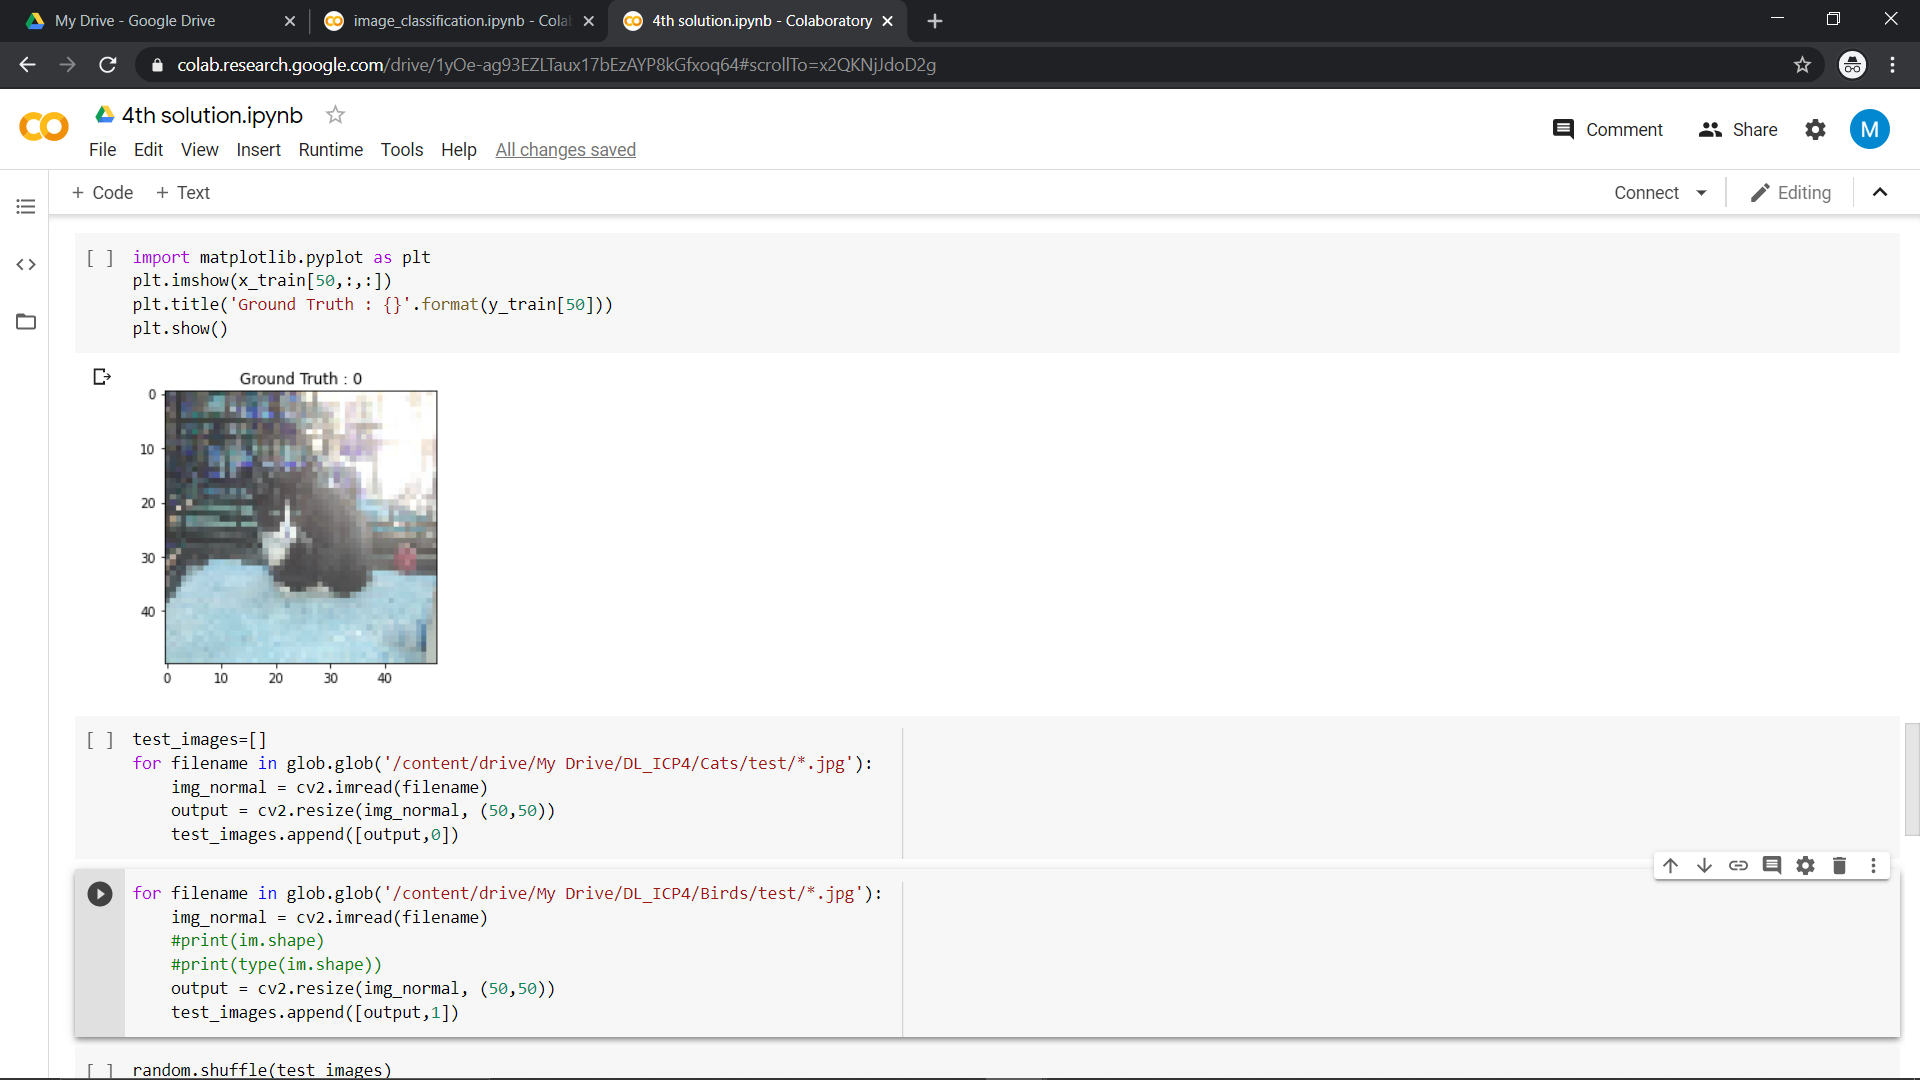 My Drive - Google Drive
image_classification.ipynb - Cola
4th solution.ipynb - Colaboratory
colab.research.google.com/drive/1yOe-ag93EZLTaux17bEzAYP8kGfxoq64#scrollTo=x2QKNjJdoD2g
4th solution.ipynb
Comment
Share
M
File Edit View Insert Runtime Tools Help All changes saved
+ Code + Text
Connect
Editing
[ ] import matplotlib.pyplot as plt
plt.imshow(x_train[50,:,:])
plt.title('Ground Truth : {}'.format(y_train[50]))
plt.show()
Ground Truth : 0
0
10
20
30
40
0 10 20 30 40
[ ] test_images=[]
for filename in glob.glob('/content/drive/My Drive/DL_ICP4/Cats/test/*.jpg'):
img_normal = cv2.imread(filename)
output = cv2.resize(img_normal, (50,50))
test_images.append([output,0])
for filename in glob.glob('/content/drive/My Drive/DL_ICP4/Birds/test/*.jpg'):
img_normal = cv2.imread(filename)
#print(im.shape)
#print(type(im.shape))
output = cv2.resize(img_normal, (50,50))
test_images.append([output,1])
[ ] random.shuffle(test_images)